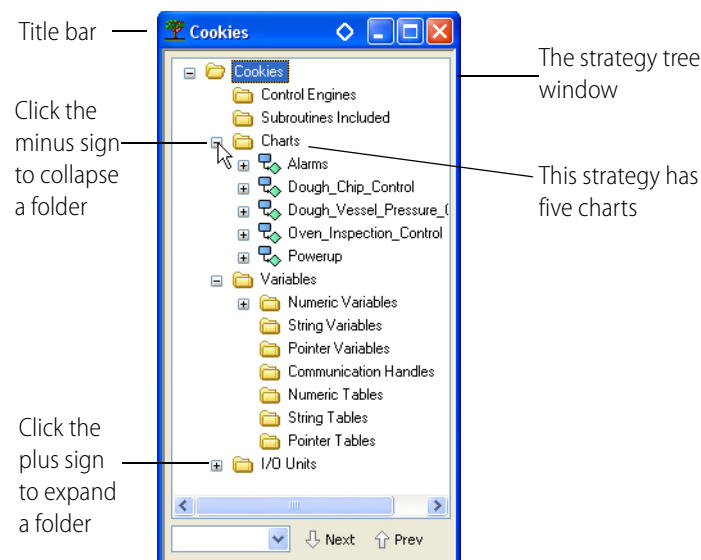 Title bar
Cookies
The strategy tree
window
Cookies
Control Engines
Subroutines Included
Click the
minus sign
to collapse
a folder
Charts
Alarms
Dough_Chip_Control
Dough_Vessel_Pressure_(
Oven_Inspection_Control
Powerup
This strategy has
five charts
Variables
Numeric Variables
String Variables
Pointer Variables
Communication Handles
Numeric Tables
String Tables
Pointer Tables
I/O Units
Click the
plus sign
to expand
a folder
Next
Prev